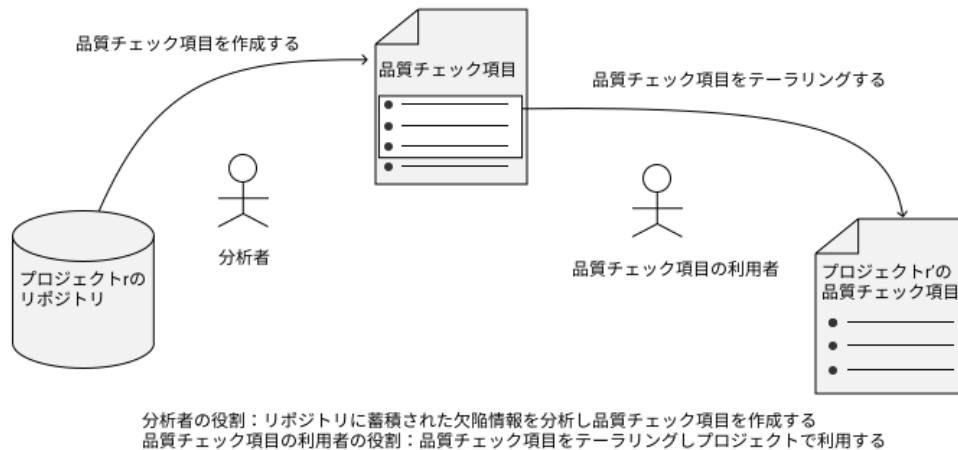 品質チェック項目を作成する
品質チェック項目
品質チェック項目をテーラリングする
分析者
品質チェック項目の利用者
プロジェクトrの
リポジトリ
プロジェクトr'の
品質チェック項目
分析者の役割：リポジトリに蓄積された欠陥情報を分析し品質チェック項目を作成する
品質チェック項目の利用者の役割：品質チェック項目をテーラリングしプロジェクトで利用する